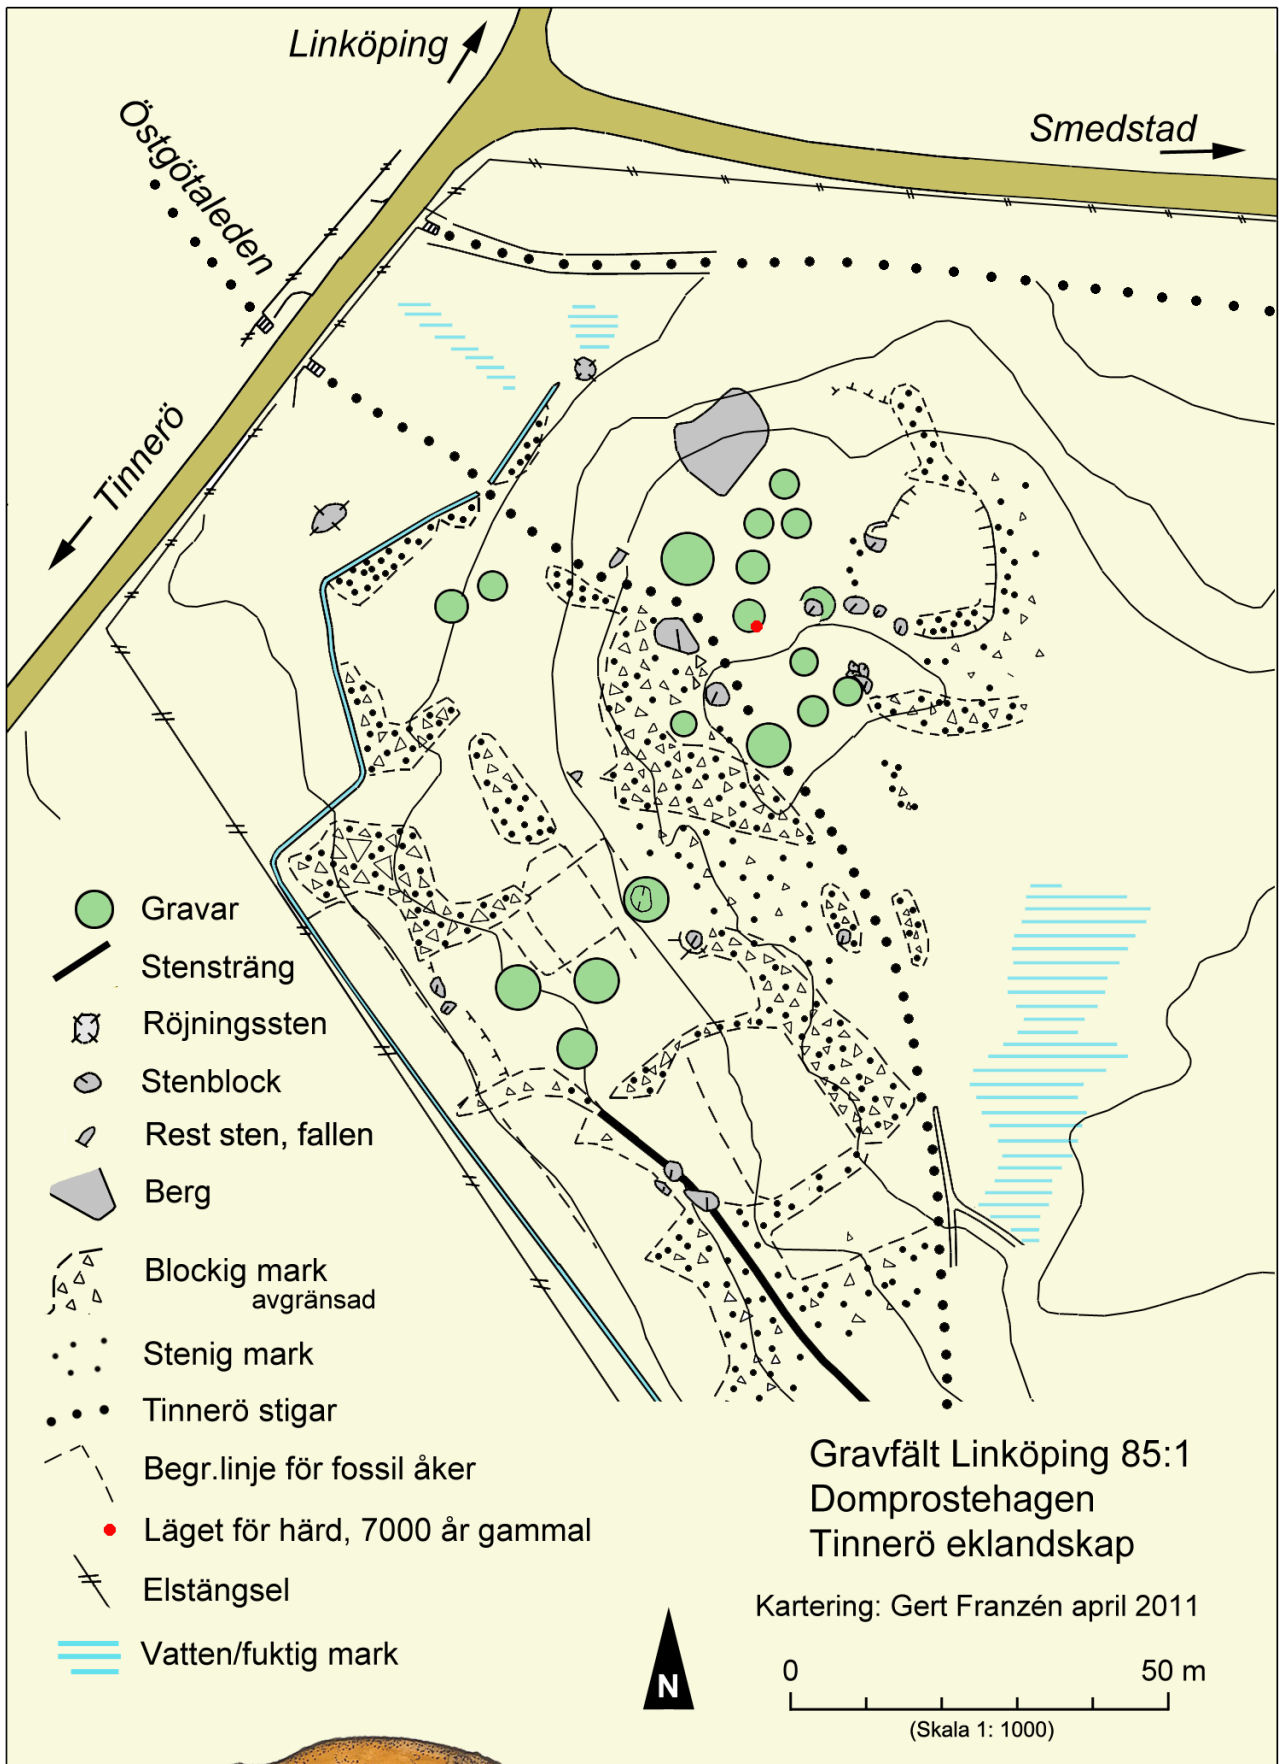 Linköping
Smedstad
Östgötaleden
Tinnerö
Gravar
Stensträng
Röjningssten
Stenblock
Rest sten, fallen
Berg
Blockig mark
avgränsad
Stenig mark
Tinnerö stigar
Begr.linje för fossil åker
Läget för härd, 7000 år gammal
Elstängsel
Vatten/fuktig mark
Gravfält Linköping 85:1
Domprostehagen
Tinnerö eklandskap
Kartering: Gert Franzén april 2011
N
0 50 m
(Skala 1: 1000)